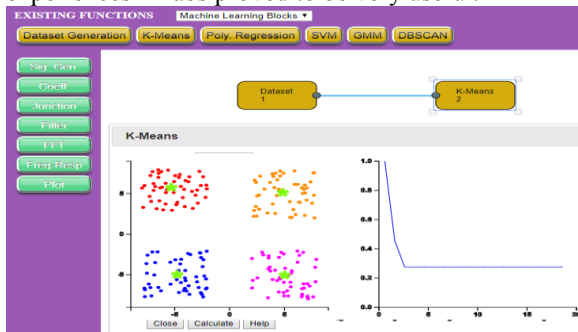 EXISTING FUNCTIONS Machine Learning Blocks ▾
Dataset Generation K-Means Poly. Regression SVM GMM DBSCAN
Sig. Gen
Coeff
Junction
Filter
FFT
Freq-Resp
Plot
Dataset
1
K-Means
2
K-Means
5
0
-5
-5
0
5
1.0
0.8
0.6
0.4
0.2
0.0
0
5
10
15
20
Close Calculate Help